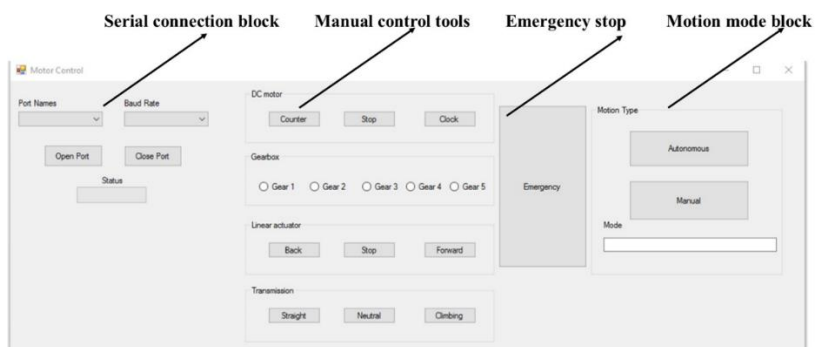 Serial connection block Manual control tools Emergency stop Motion mode block
Motor Control
Port Names Baud Rate
Open Port Close Port
Status
DC motor
Counter Stop Clock
Gearbox
Gear 1 Gear 2 Gear 3 Gear 4 Gear 5
Linear actuator
Back Stop Forward
Transmission
Straight Neutral Climbing
Emergency
Motion Type
Autonomous
Manual
Mode